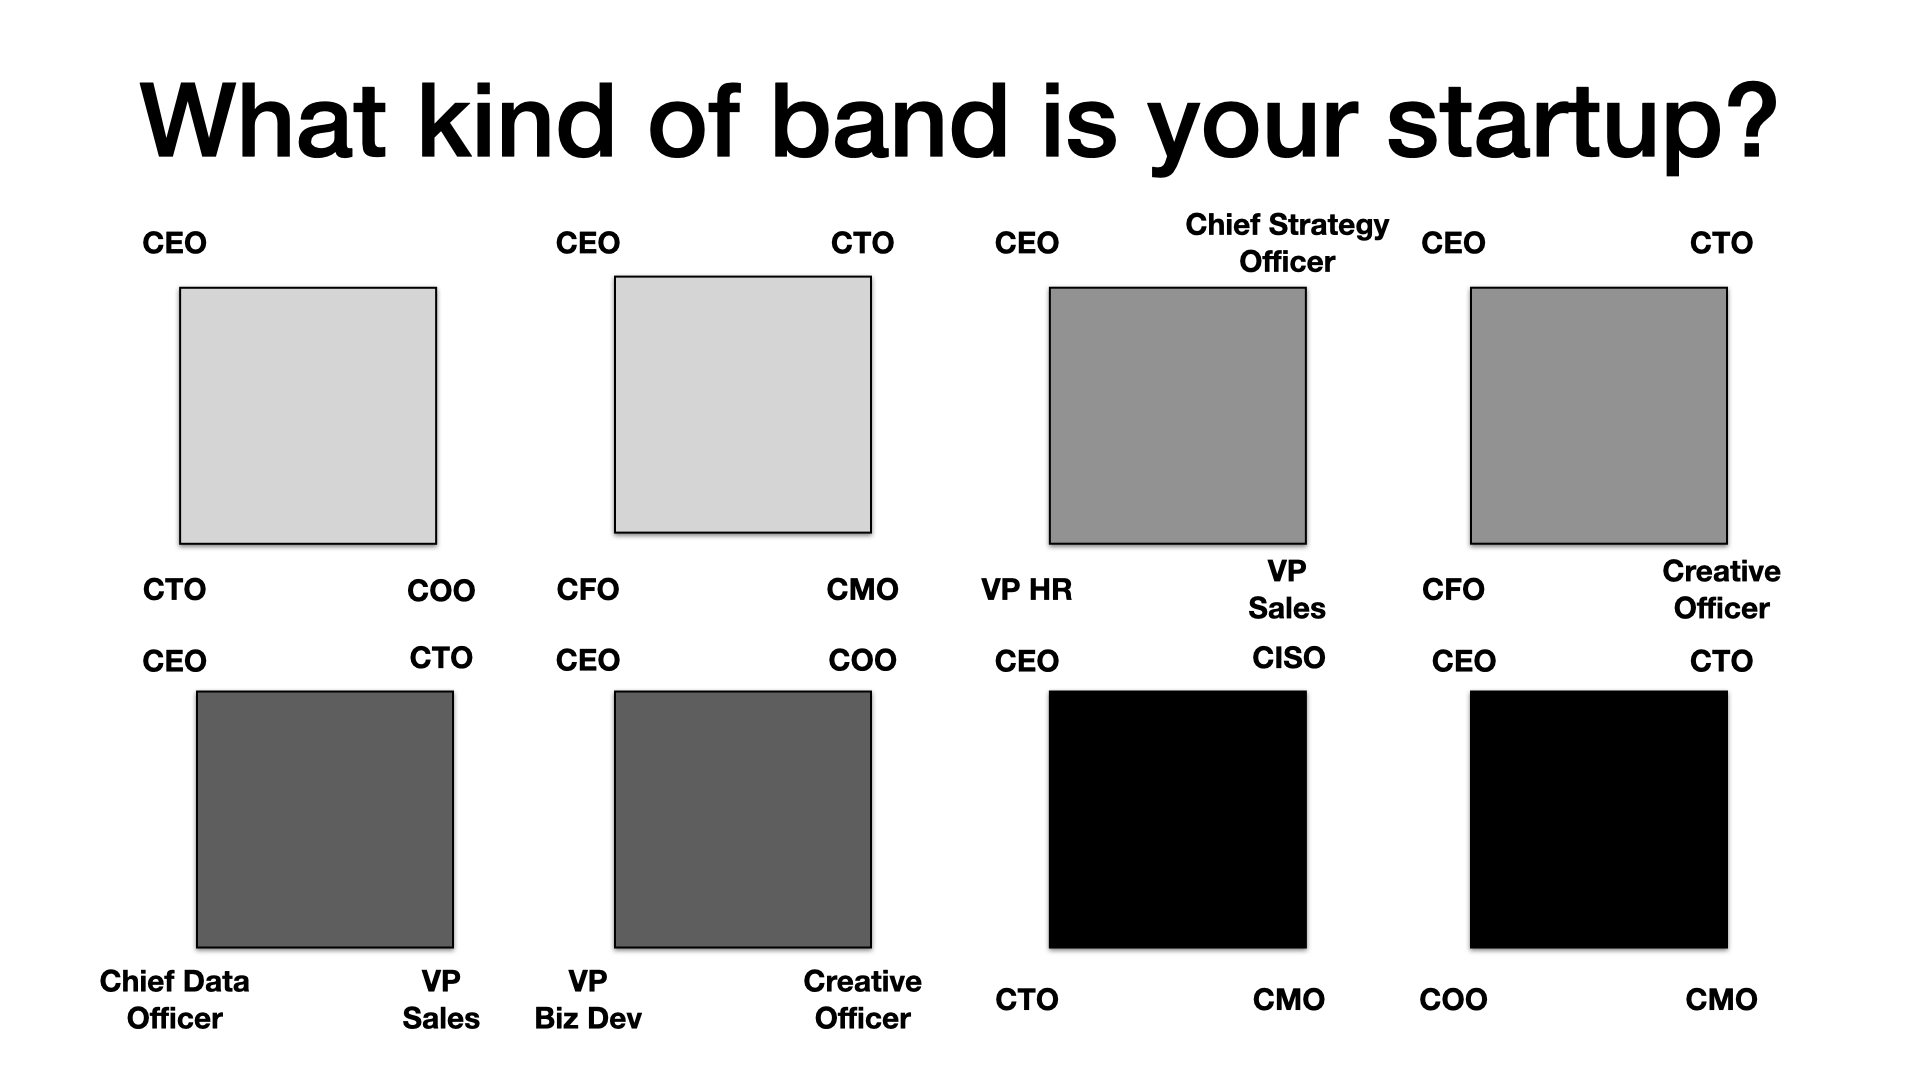 What kind of band is your startup?
CEO
CEO
CTO
CEO
Chief Strategy
Officer
CEO
CTO
CTO
COO
CFO
CMO
VP HR
VP
Sales
CFO
Creative
Officer
CEO
CTO
CEO
COO
CEO
CISO
CEO
CTO
Chief Data
Officer
VP
Sales
VP
Biz Dev
Creative
Officer
CTO
CMO
COO
CMO